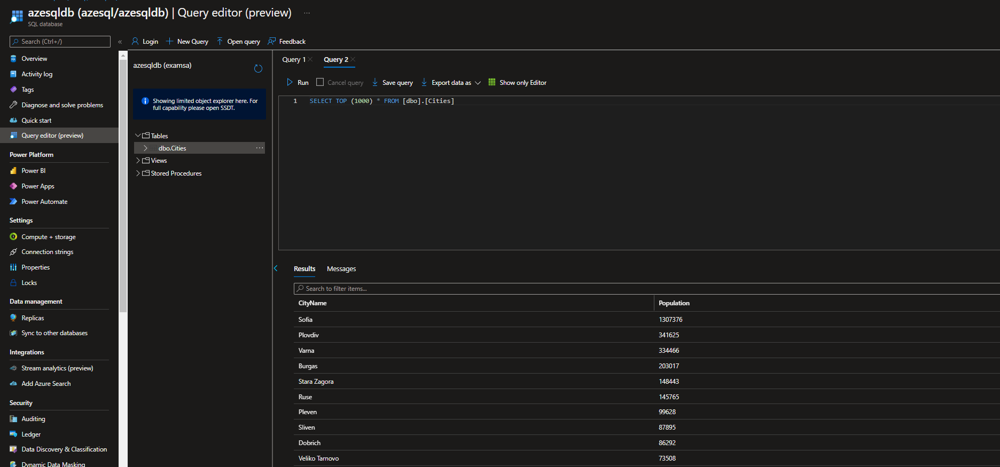 azesqldb (azesql/azesqldb) | Query editor (preview) ...
SQL database
Search (Ctrl+/)
«
Overview
Activity log
Tags
Diagnose and solve problems
Quick start
Query editor (preview)
Power Platform
Power BI
Power Apps
Power Automate
Settings
Compute + storage
Connection strings
Properties
Locks
Data management
Replicas
Sync to other databases
Integrations
Stream analytics (preview)
Add Azure Search
Security
Auditing
Ledger
Data Discovery & Classification
Dynamic Data Masking
Login New Query Open query Feedback
azesqldb (examsa)
Showing limited object explorer here. For
full capability please open SSDT.
Tables
dbo.Cities ...
Views
Stored Procedures
Query 1 Query 2
Run Cancel query Save query Export data as Show only Editor
1 SELECT TOP (1000) * FROM [dbo].[Cities]
Results Messages
Search to filter items...
CityName Population
Sofia 1307376
Plovdiv 341625
Varna 334466
Burgas 203017
Stara Zagora 148443
Ruse 145765
Pleven 99628
Sliven 87895
Dobrich 86292
Veliko Tarnovo 73508